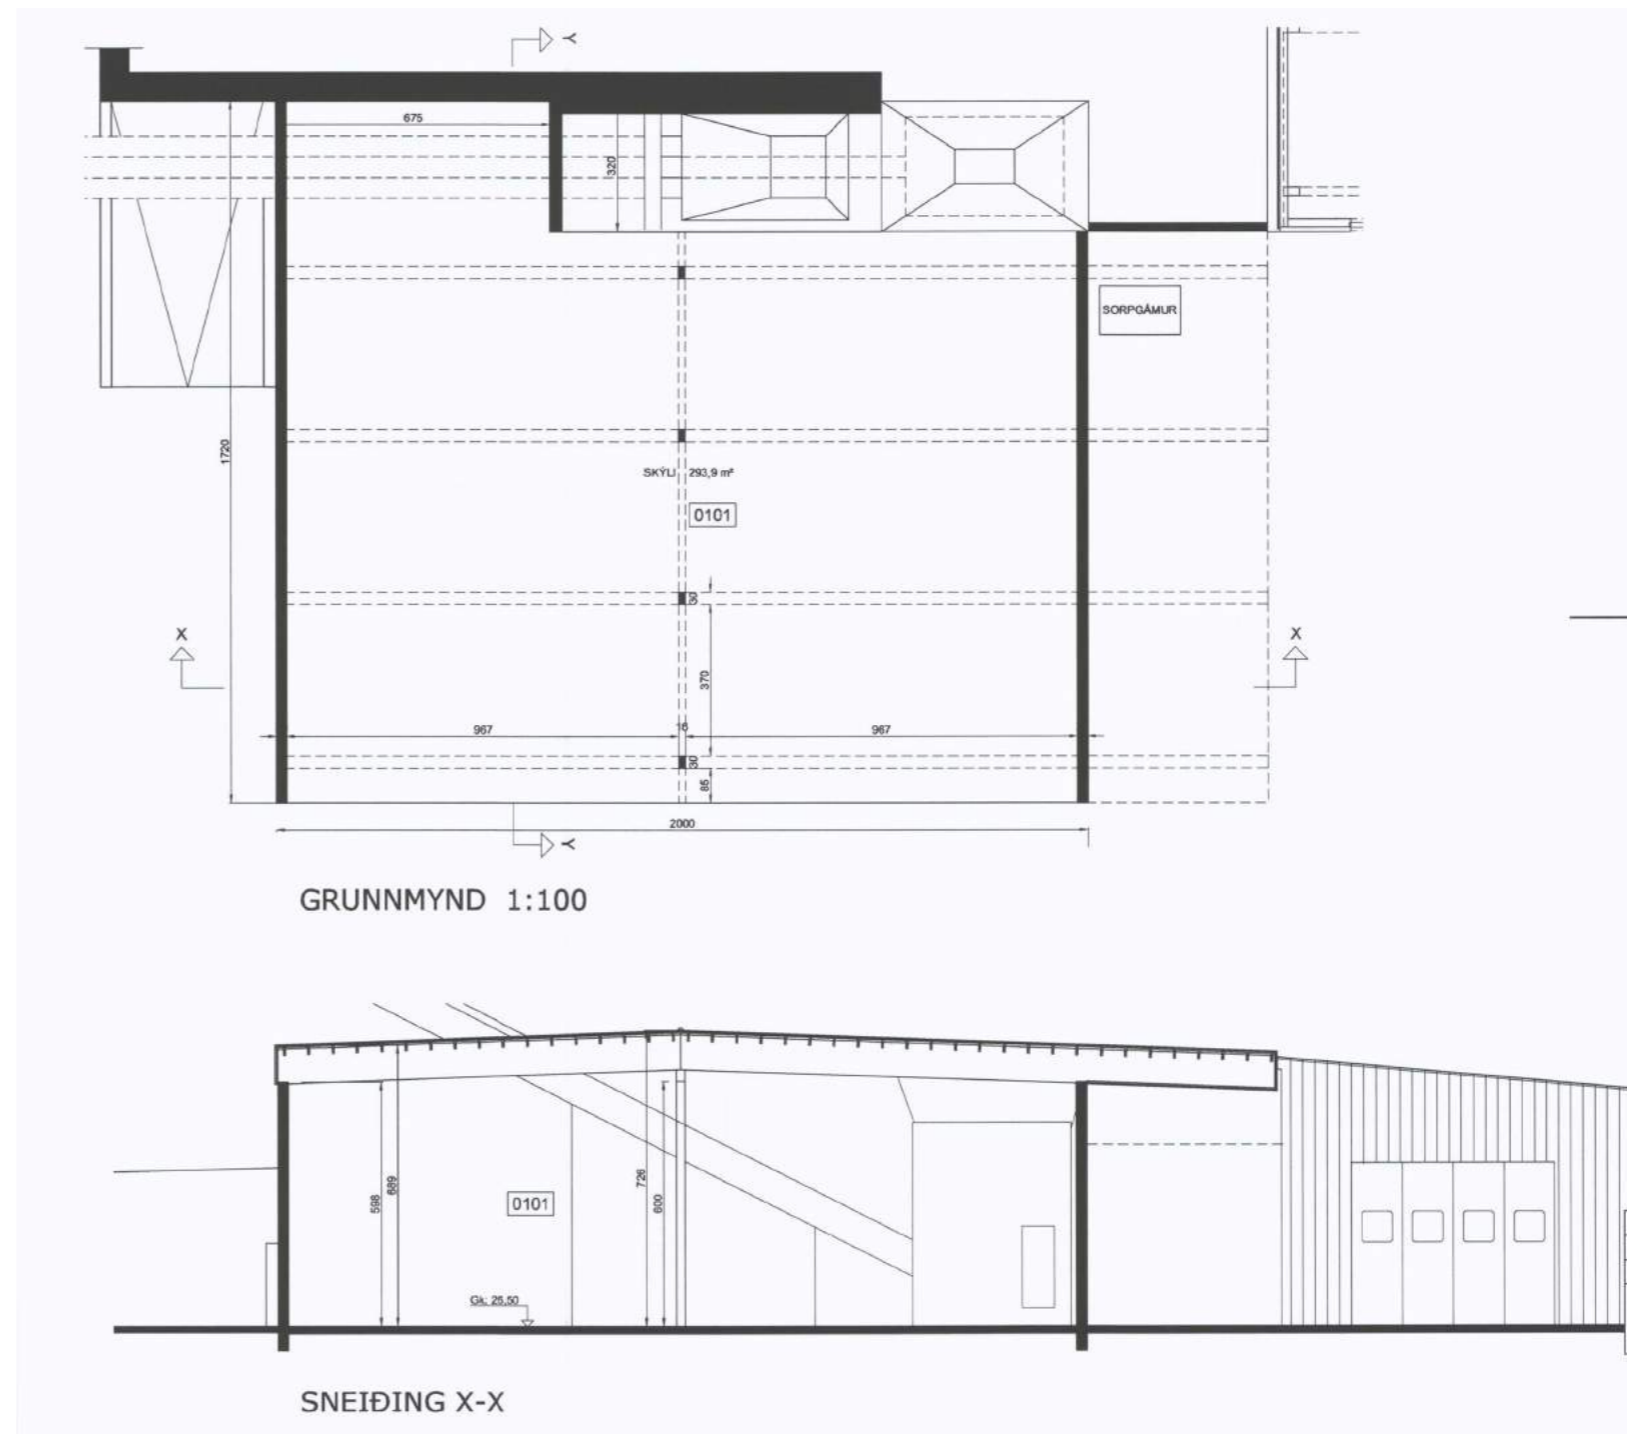 Y
675
320
SORPGÁMUR
1720
SKÝLI 293,9 m²
0101
30
X
X
370
967
16
967
30
85
2000
Y
GRUNNMYND 1:100
598
689
0101
726
600
Gk: 25,50
SNEIÐING X-X